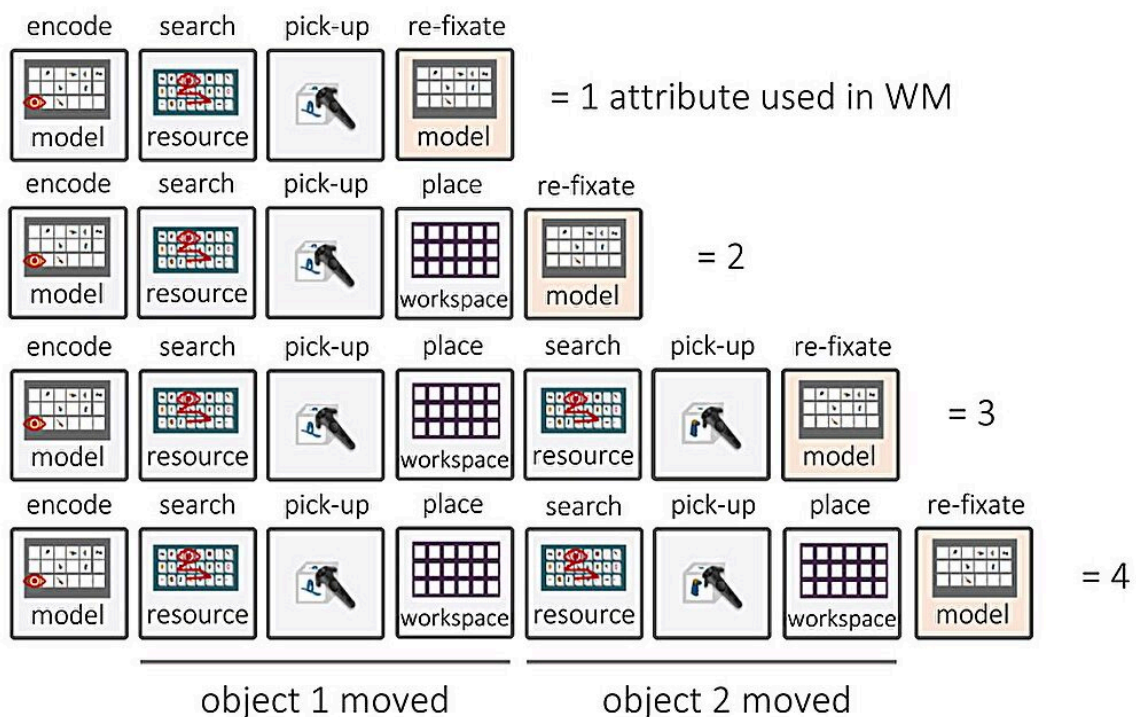 encode search pick-up re-fixate
model resource model = 1 attribute used in WM
encode search pick-up place re-fixate
model resource workspace model = 2
encode search pick-up place search pick-up re-fixate
model resource workspace resource model = 3
encode search pick-up place search pick-up place re-fixate
model resource workspace resource workspace model = 4
object 1 moved object 2 moved